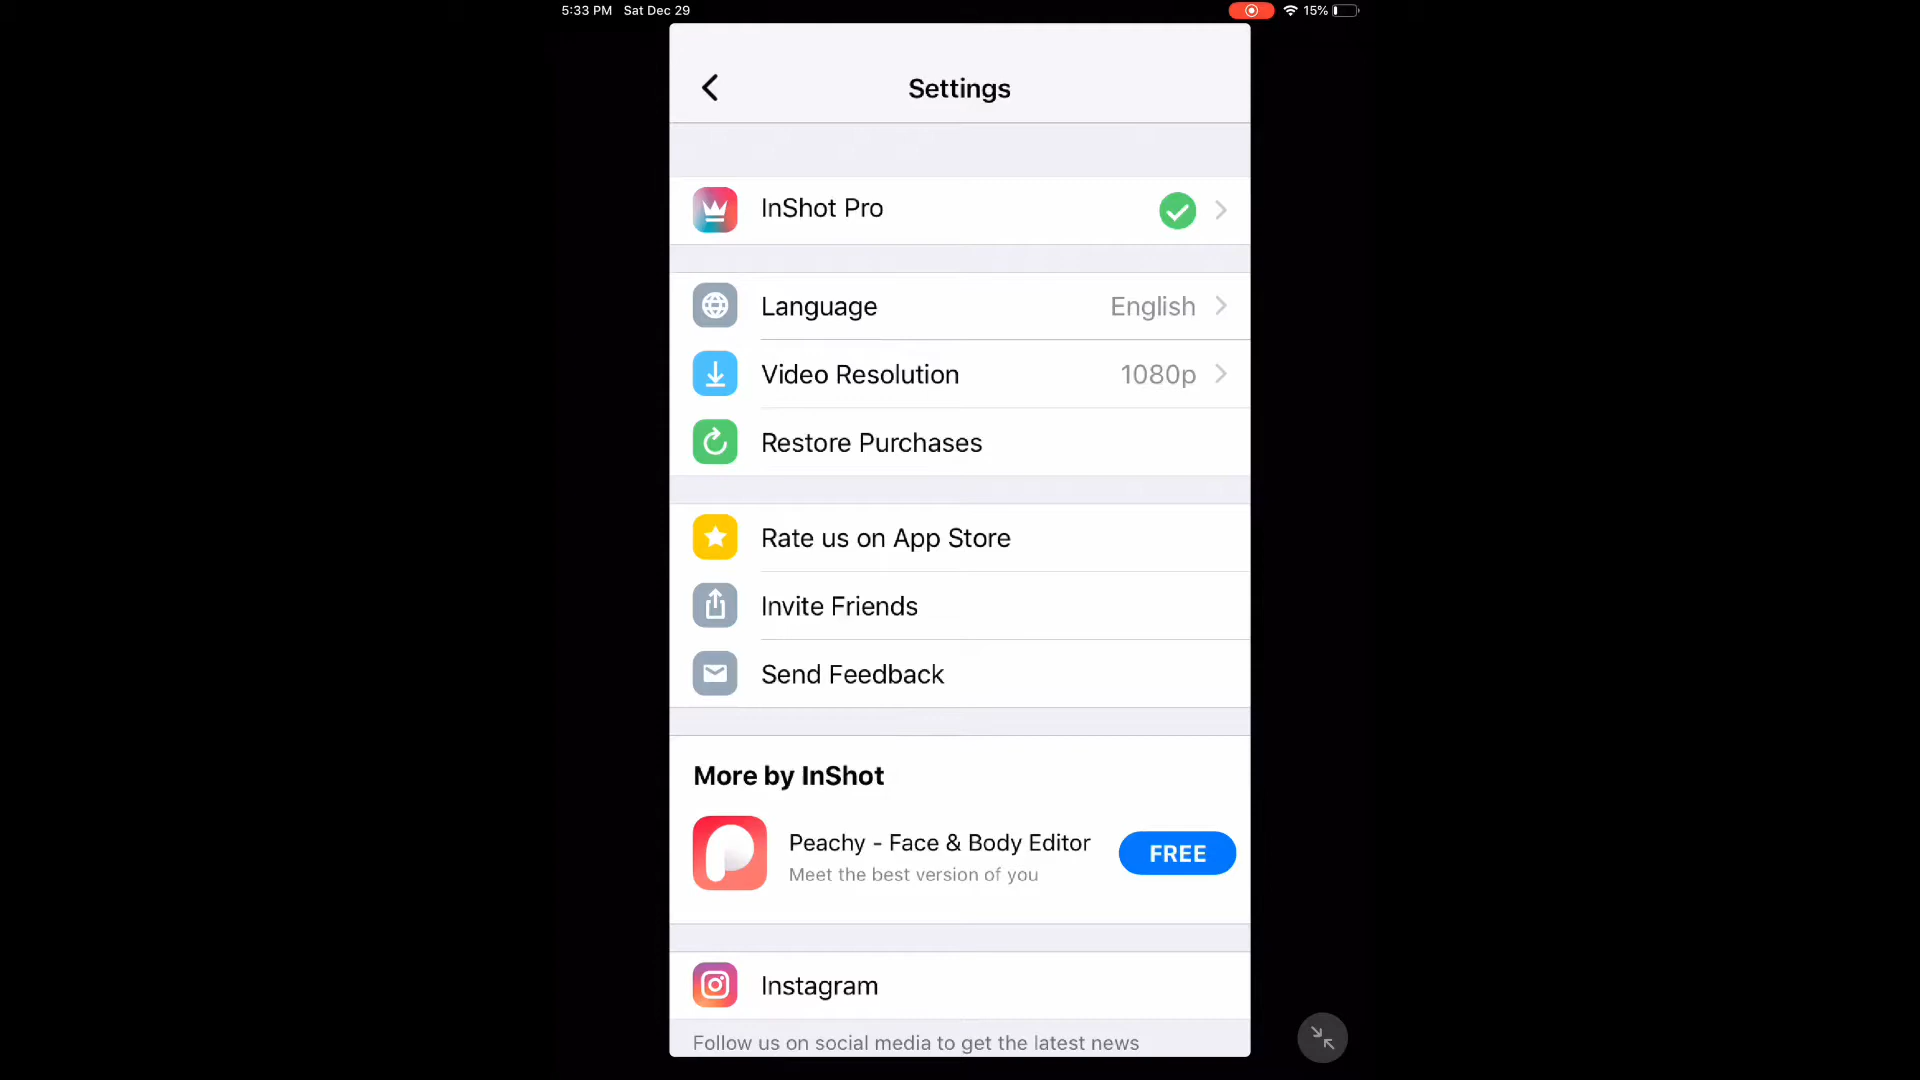 5:33 PM Sat Dec 29 15%
Settings
InShot Pro
Language English
Video Resolution 1080p
Restore Purchases
Rate us on App Store
Invite Friends
Send Feedback
More by InShot
Peachy - Face & Body Editor
Meet the best version of you
FREE
Instagram
Follow us on social media to get the latest news